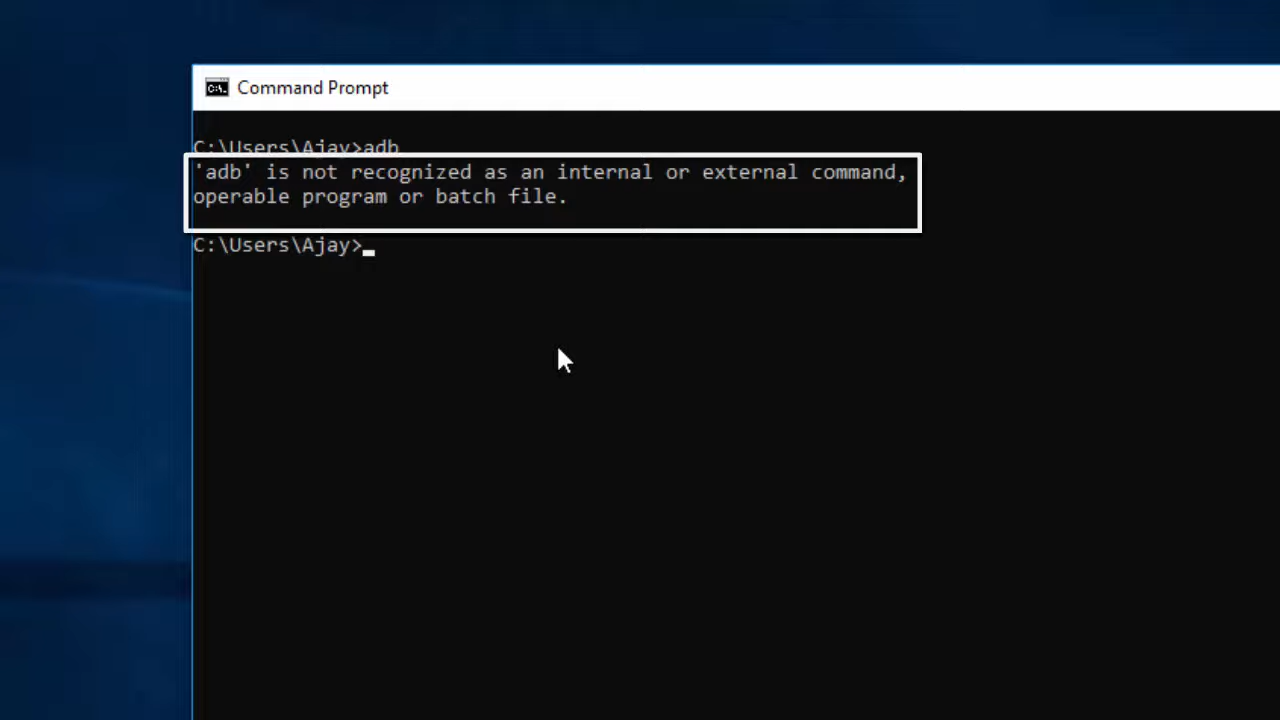 Command Prompt
C:\Users\Ajay>adb
'adb' is not recognized as an internal or external command,
operable program or batch file.
C:\Users\Ajay>